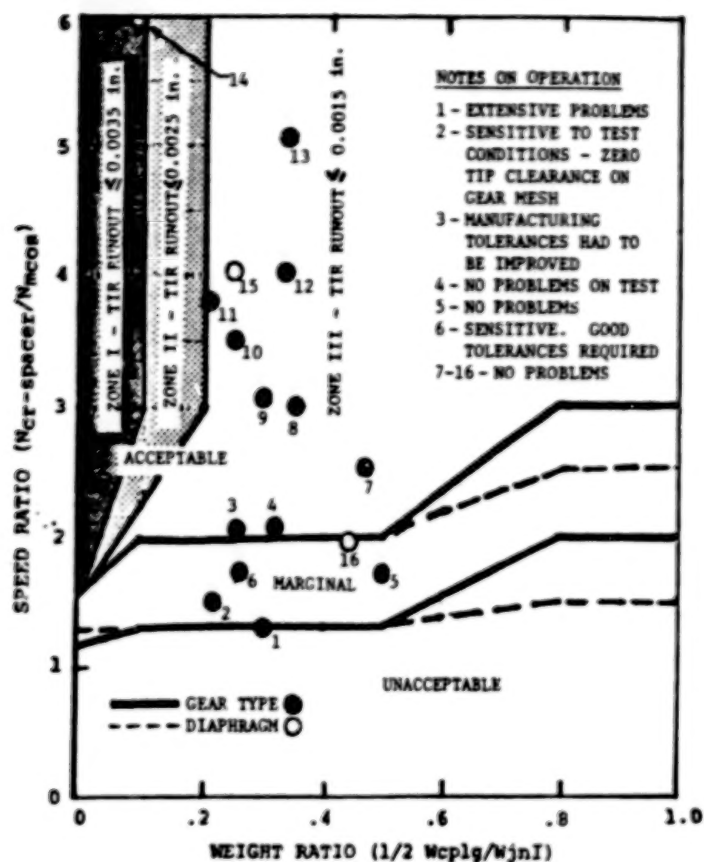 6
5
4
3
2
1
0
SPEED RATIO (Ncr-spacer/Nmcor)
ZONE I - TIR RUNOUT ≤ 0.0035 in.
ZONE II - TIR RUNOUT ≤ 0.0025 in.
ZONE III - TIR RUNOUT ≤ 0.0015 in.
14
13
15
12
11
10
9
8
7
3
4
16
6
5
2
1
ACCEPTABLE
MARGINAL
UNACCEPTABLE
NOTES ON OPERATION
1 - EXTENSIVE PROBLEMS
2 - SENSITIVE TO TEST
CONDITIONS - ZERO
TIP CLEARANCE ON
GEAR MESH
3 - MANUFACTURING
TOLERANCES HAD TO
BE IMPROVED
4 - NO PROBLEMS ON TEST
5 - NO PROBLEMS
6 - SENSITIVE. GOOD
TOLERANCES REQUIRED
7-16 - NO PROBLEMS
GEAR TYPE
DIAPHRAGM
0 .2 .4 .6 .8 1.0
WEIGHT RATIO (1/2 Wcplg/WjnI)